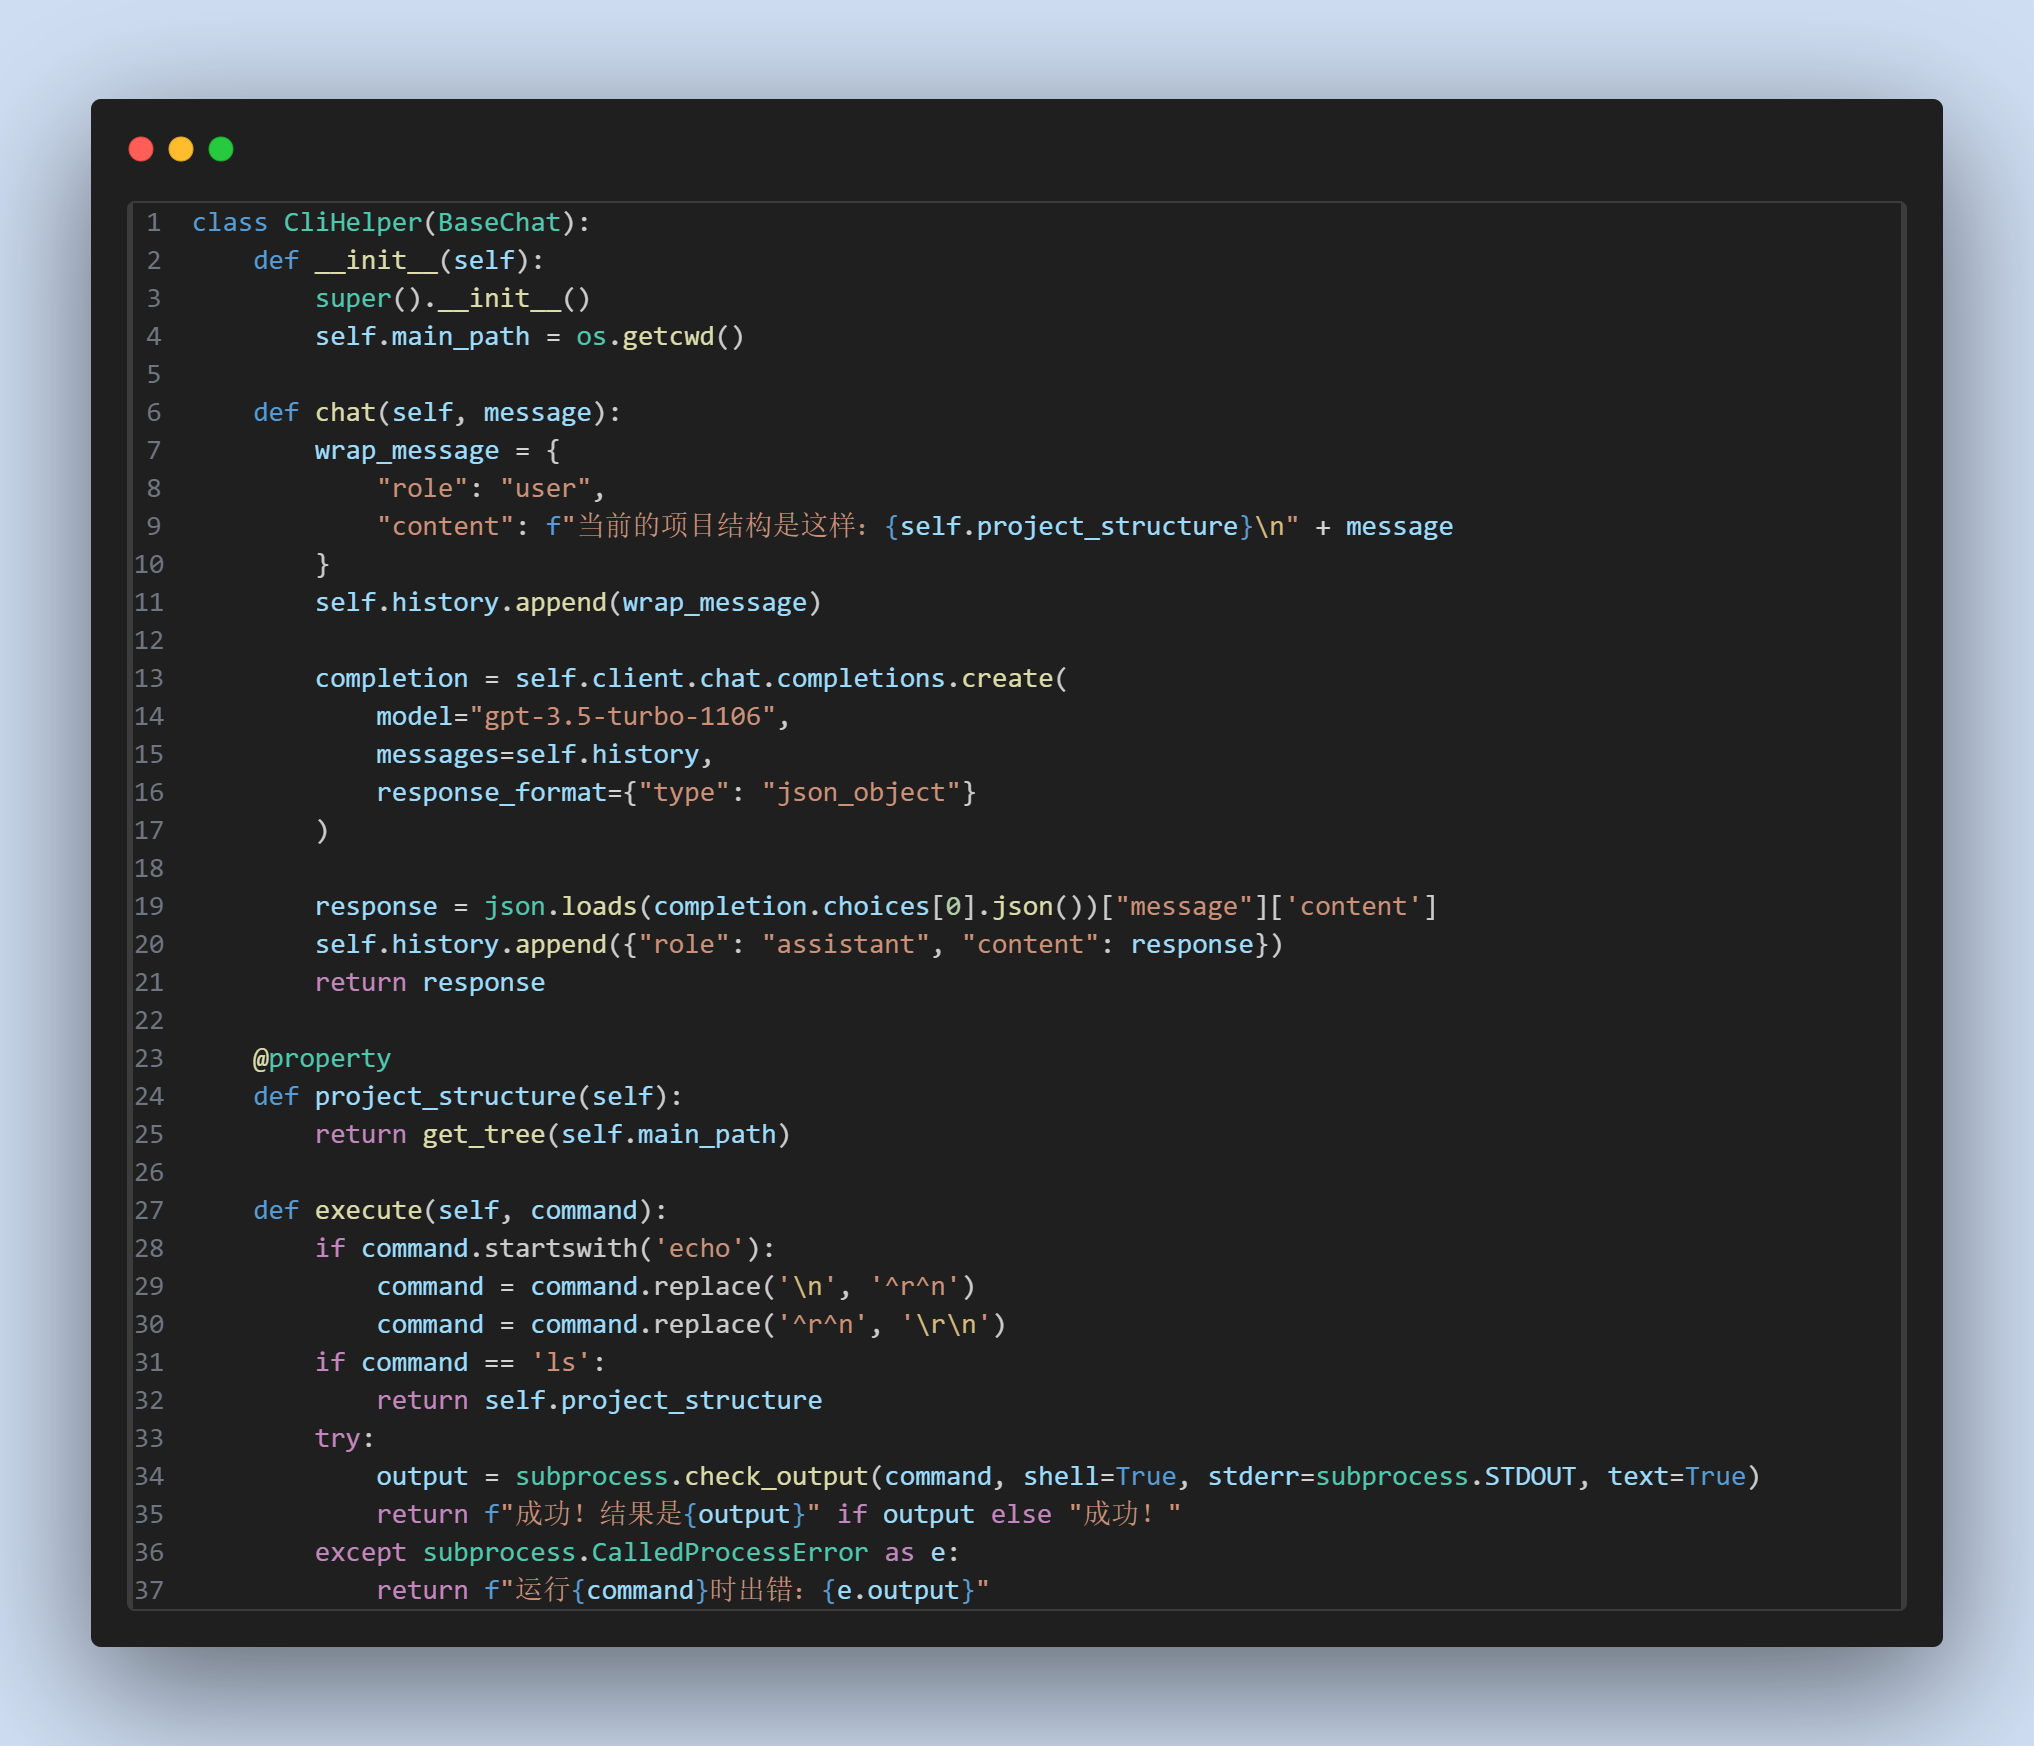 1 class CliHelper(BaseChat):
2     def __init__(self):
3         super().__init__()
4         self.main_path = os.getcwd()
5
6     def chat(self, message):
7         wrap_message = {
8             "role": "user",
9             "content": f"当前的项目结构是这样：{self.project_structure}\n" + message
10         }
11         self.history.append(wrap_message)
12
13         completion = self.client.chat.completions.create(
14             model="gpt-3.5-turbo-1106",
15             messages=self.history,
16             response_format={"type": "json_object"}
17         )
18
19         response = json.loads(completion.choices[0].json())["message"]['content']
20         self.history.append({"role": "assistant", "content": response})
21         return response
22
23     @property
24     def project_structure(self):
25         return get_tree(self.main_path)
26
27     def execute(self, command):
28         if command.startswith('echo'):
29             command = command.replace('\n', '^r^n')
30             command = command.replace('^r^n', '\r\n')
31         if command == 'ls':
32             return self.project_structure
33         try:
34             output = subprocess.check_output(command, shell=True, stderr=subprocess.STDOUT, text=True)
35             return f"成功！结果是{output}" if output else "成功！"
36         except subprocess.CalledProcessError as e:
37             return f"运行{command}时出错：{e.output}"